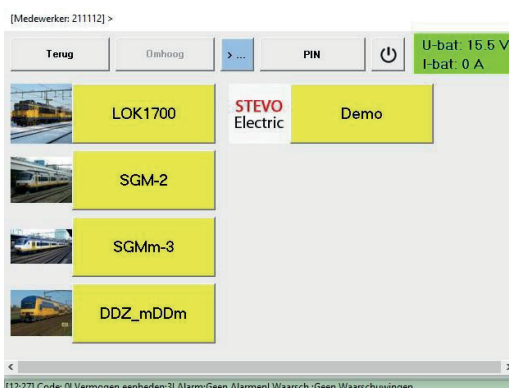 [Medewerker: 211112] >
Terug
Omhoog
> ...
PIN
U-bat: 15.5 V
I-bat: 0 A
LOK1700
STEVO
Electric
Demo
SGM-2
SGMm-3
DDZ_mDDm
[12:27] Code: 0| Vermogen eenheden:3| Alarm:Geen Alarmen| Waarsch.:Geen Waarschuwingen